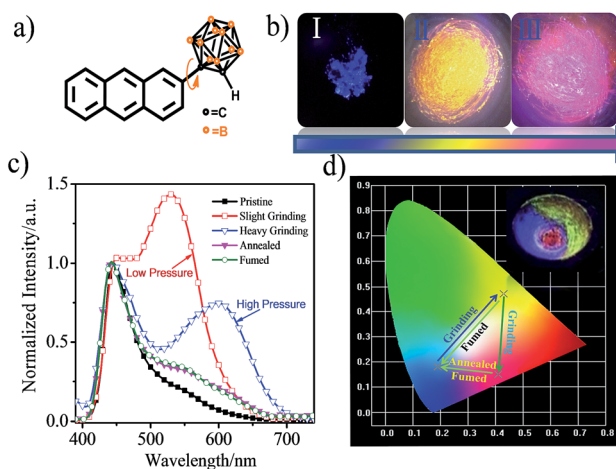 a)
H
=C
=B
b)
I
II
III
c)
Normalized Intensity/a.u.
1.5
1.0
0.5
0.0
Pristine
Slight Grinding
Heavy Grinding
Annealed
Fumed
Low Pressure
High Pressure
400 500 600 700
Wavelength/nm
d)
0.9
0.8
0.7
0.6
0.5
0.4
0.3
0.2
0.1
0.0
Grinding
Fumed
Grinding
Annealed
Fumed
0.0 0.1 0.2 0.3 0.4 0.5 0.6 0.7 0.8